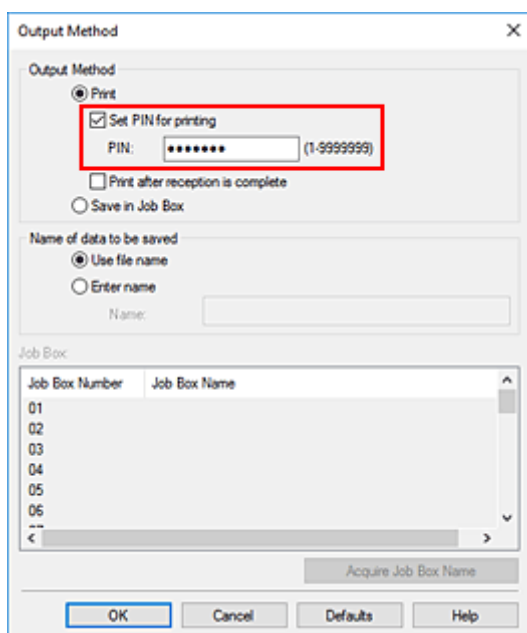 Output Method
Output Method
Print
Set PIN for printing
PIN: ●●●●●●● (1-9999999)
Print after reception is complete
Save in Job Box
Name of data to be saved
Use file name
Enter name
Name:
Job Box:
Job Box Number Job Box Name
01
02
03
04
05
06
Acquire Job Box Name
OK Cancel Defaults Help